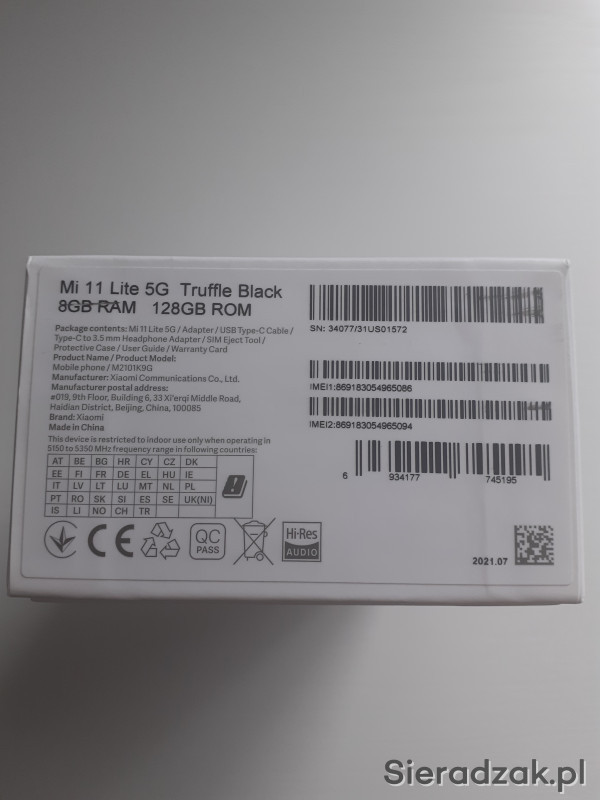 Mi 11 Lite 5G Truffle Black
8GB RAM 128GB ROM
Package contents: Mi 11 Lite 5G / Adapter / USB Type-C Cable /
Type-C to 3.5 mm Headphone Adapter / SIM Eject Tool /
Protective Case / User Guide / Warranty Card
Product Name / Product Model:
Mobile phone / M2101K9G
Manufacturer: Xiaomi Communications Co., Ltd.
Manufacturer postal address:
#019, 9th Floor, Building 6, 33 Xi'erqi Middle Road,
Haidian District, Beijing, China, 100085
Brand: Xiaomi
Made in China
This device is restricted to indoor use only when operating in
5150 to 5350 MHz frequency range in following countries:
AT BE BG HR CY CZ DK
EE FI FR DE EL HU IE
IT LV LT LU MT NL PL
PT RO SK SI ES SE UK(NI)
IS LI NO CH TR
CE
QC
PASS
Hi-Res
AUDIO
SN: 34077/31US01572
IMEI1:869183054965086
IMEI2:869183054965094
6 934177 745195
2021.07
Sieradzak.pl